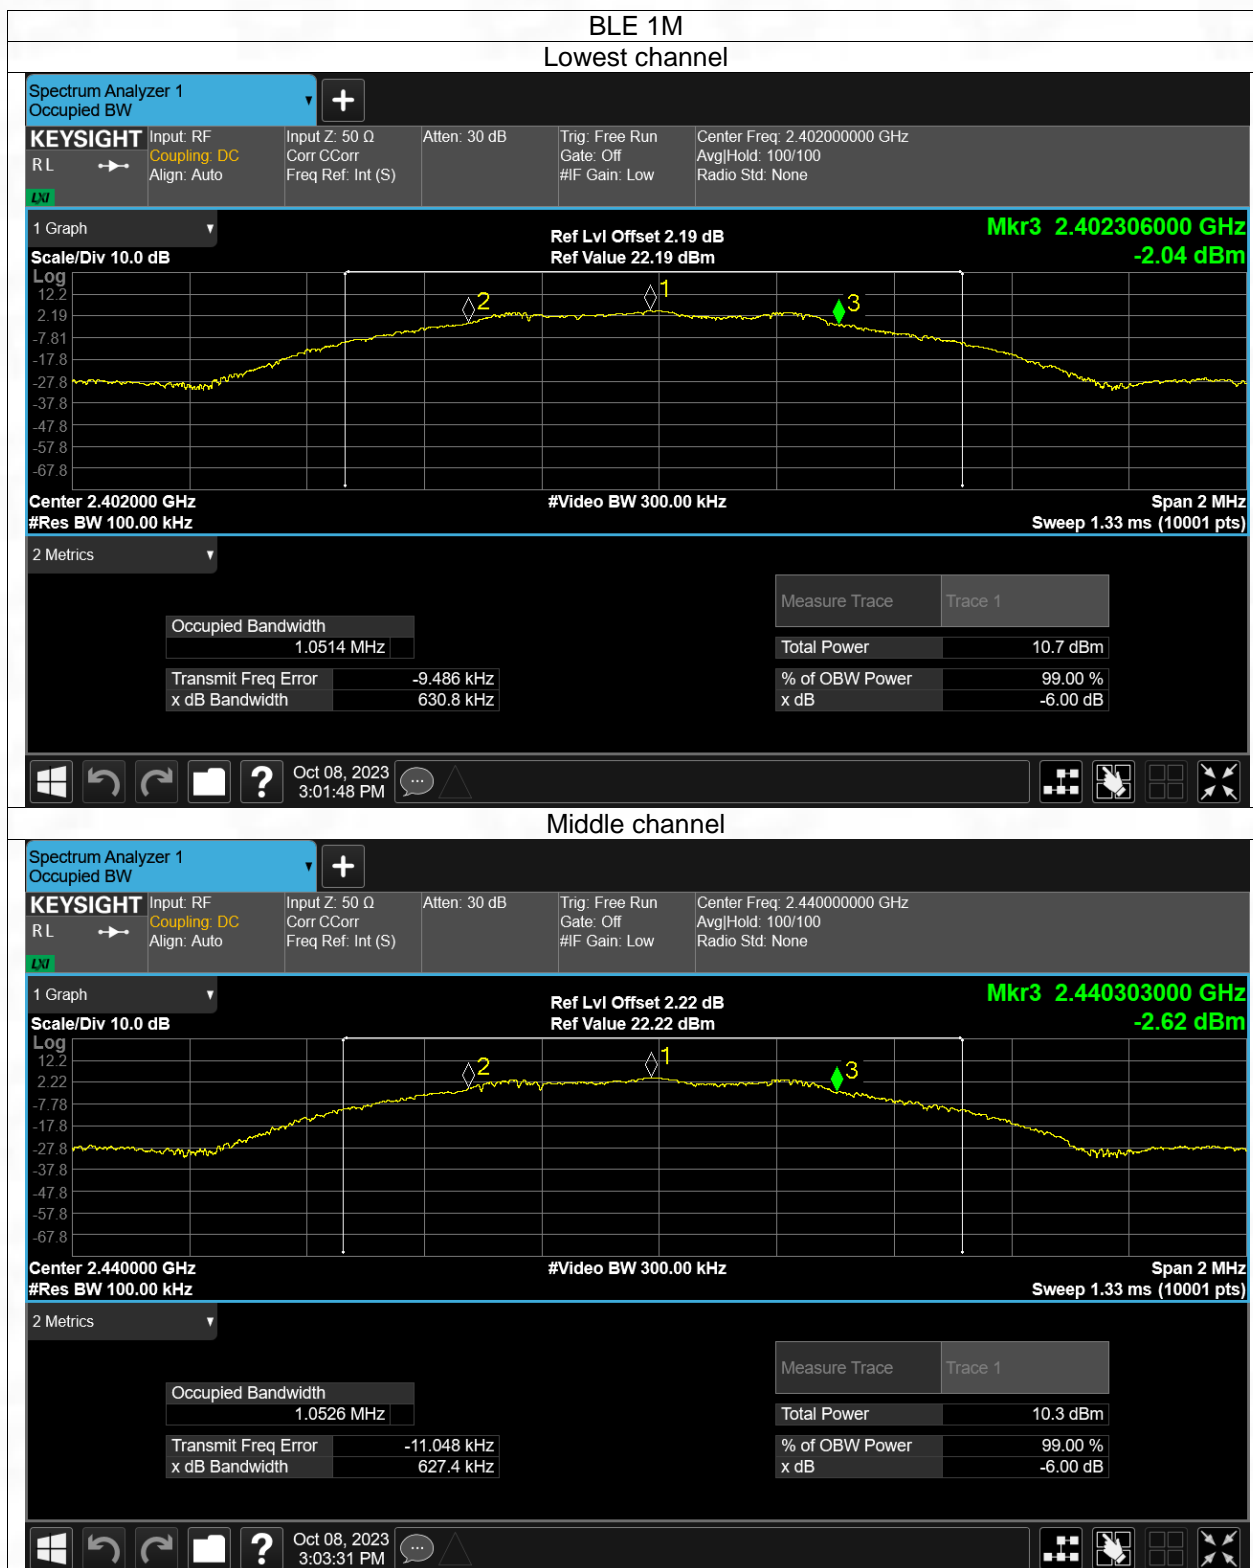 BLE 1M
Lowest channel
Spectrum Analyzer 1
Occupied BW
KEYSIGHT
R L
LXI
Input: RF
Coupling: DC
Align: Auto
Input Z: 50 Ω
Corr CCorr
Freq Ref: Int (S)
Atten: 30 dB
Trig: Free Run
Gate: Off
#IF Gain: Low
Center Freq: 2.402000000 GHz
Avg|Hold: 100/100
Radio Std: None
1 Graph
Scale/Div 10.0 dB
Ref Lvl Offset 2.19 dB
Ref Value 22.19 dBm
Mkr3 2.402306000 GHz
-2.04 dBm
Log
12.2
2.19
-7.81
-17.8
-27.8
-37.8
-47.8
-57.8
-67.8
2
1
3
Center 2.402000 GHz
#Res BW 100.00 kHz
#Video BW 300.00 kHz
Span 2 MHz
Sweep 1.33 ms (10001 pts)
2 Metrics
Measure Trace Trace 1
Occupied Bandwidth
1.0514 MHz
Total Power 10.7 dBm
Transmit Freq Error -9.486 kHz
% of OBW Power 99.00 %
x dB Bandwidth 630.8 kHz
x dB -6.00 dB
?
Oct 08, 2023
3:01:48 PM
Middle channel
Spectrum Analyzer 1
Occupied BW
KEYSIGHT
R L
LXI
Input: RF
Coupling: DC
Align: Auto
Input Z: 50 Ω
Corr CCorr
Freq Ref: Int (S)
Atten: 30 dB
Trig: Free Run
Gate: Off
#IF Gain: Low
Center Freq: 2.440000000 GHz
Avg|Hold: 100/100
Radio Std: None
1 Graph
Scale/Div 10.0 dB
Ref Lvl Offset 2.22 dB
Ref Value 22.22 dBm
Mkr3 2.440303000 GHz
-2.62 dBm
Log
12.2
2.22
-7.78
-17.8
-27.8
-37.8
-47.8
-57.8
-67.8
2
1
3
Center 2.440000 GHz
#Res BW 100.00 kHz
#Video BW 300.00 kHz
Span 2 MHz
Sweep 1.33 ms (10001 pts)
2 Metrics
Measure Trace Trace 1
Occupied Bandwidth
1.0526 MHz
Total Power 10.3 dBm
Transmit Freq Error -11.048 kHz
% of OBW Power 99.00 %
x dB Bandwidth 627.4 kHz
x dB -6.00 dB
?
Oct 08, 2023
3:03:31 PM